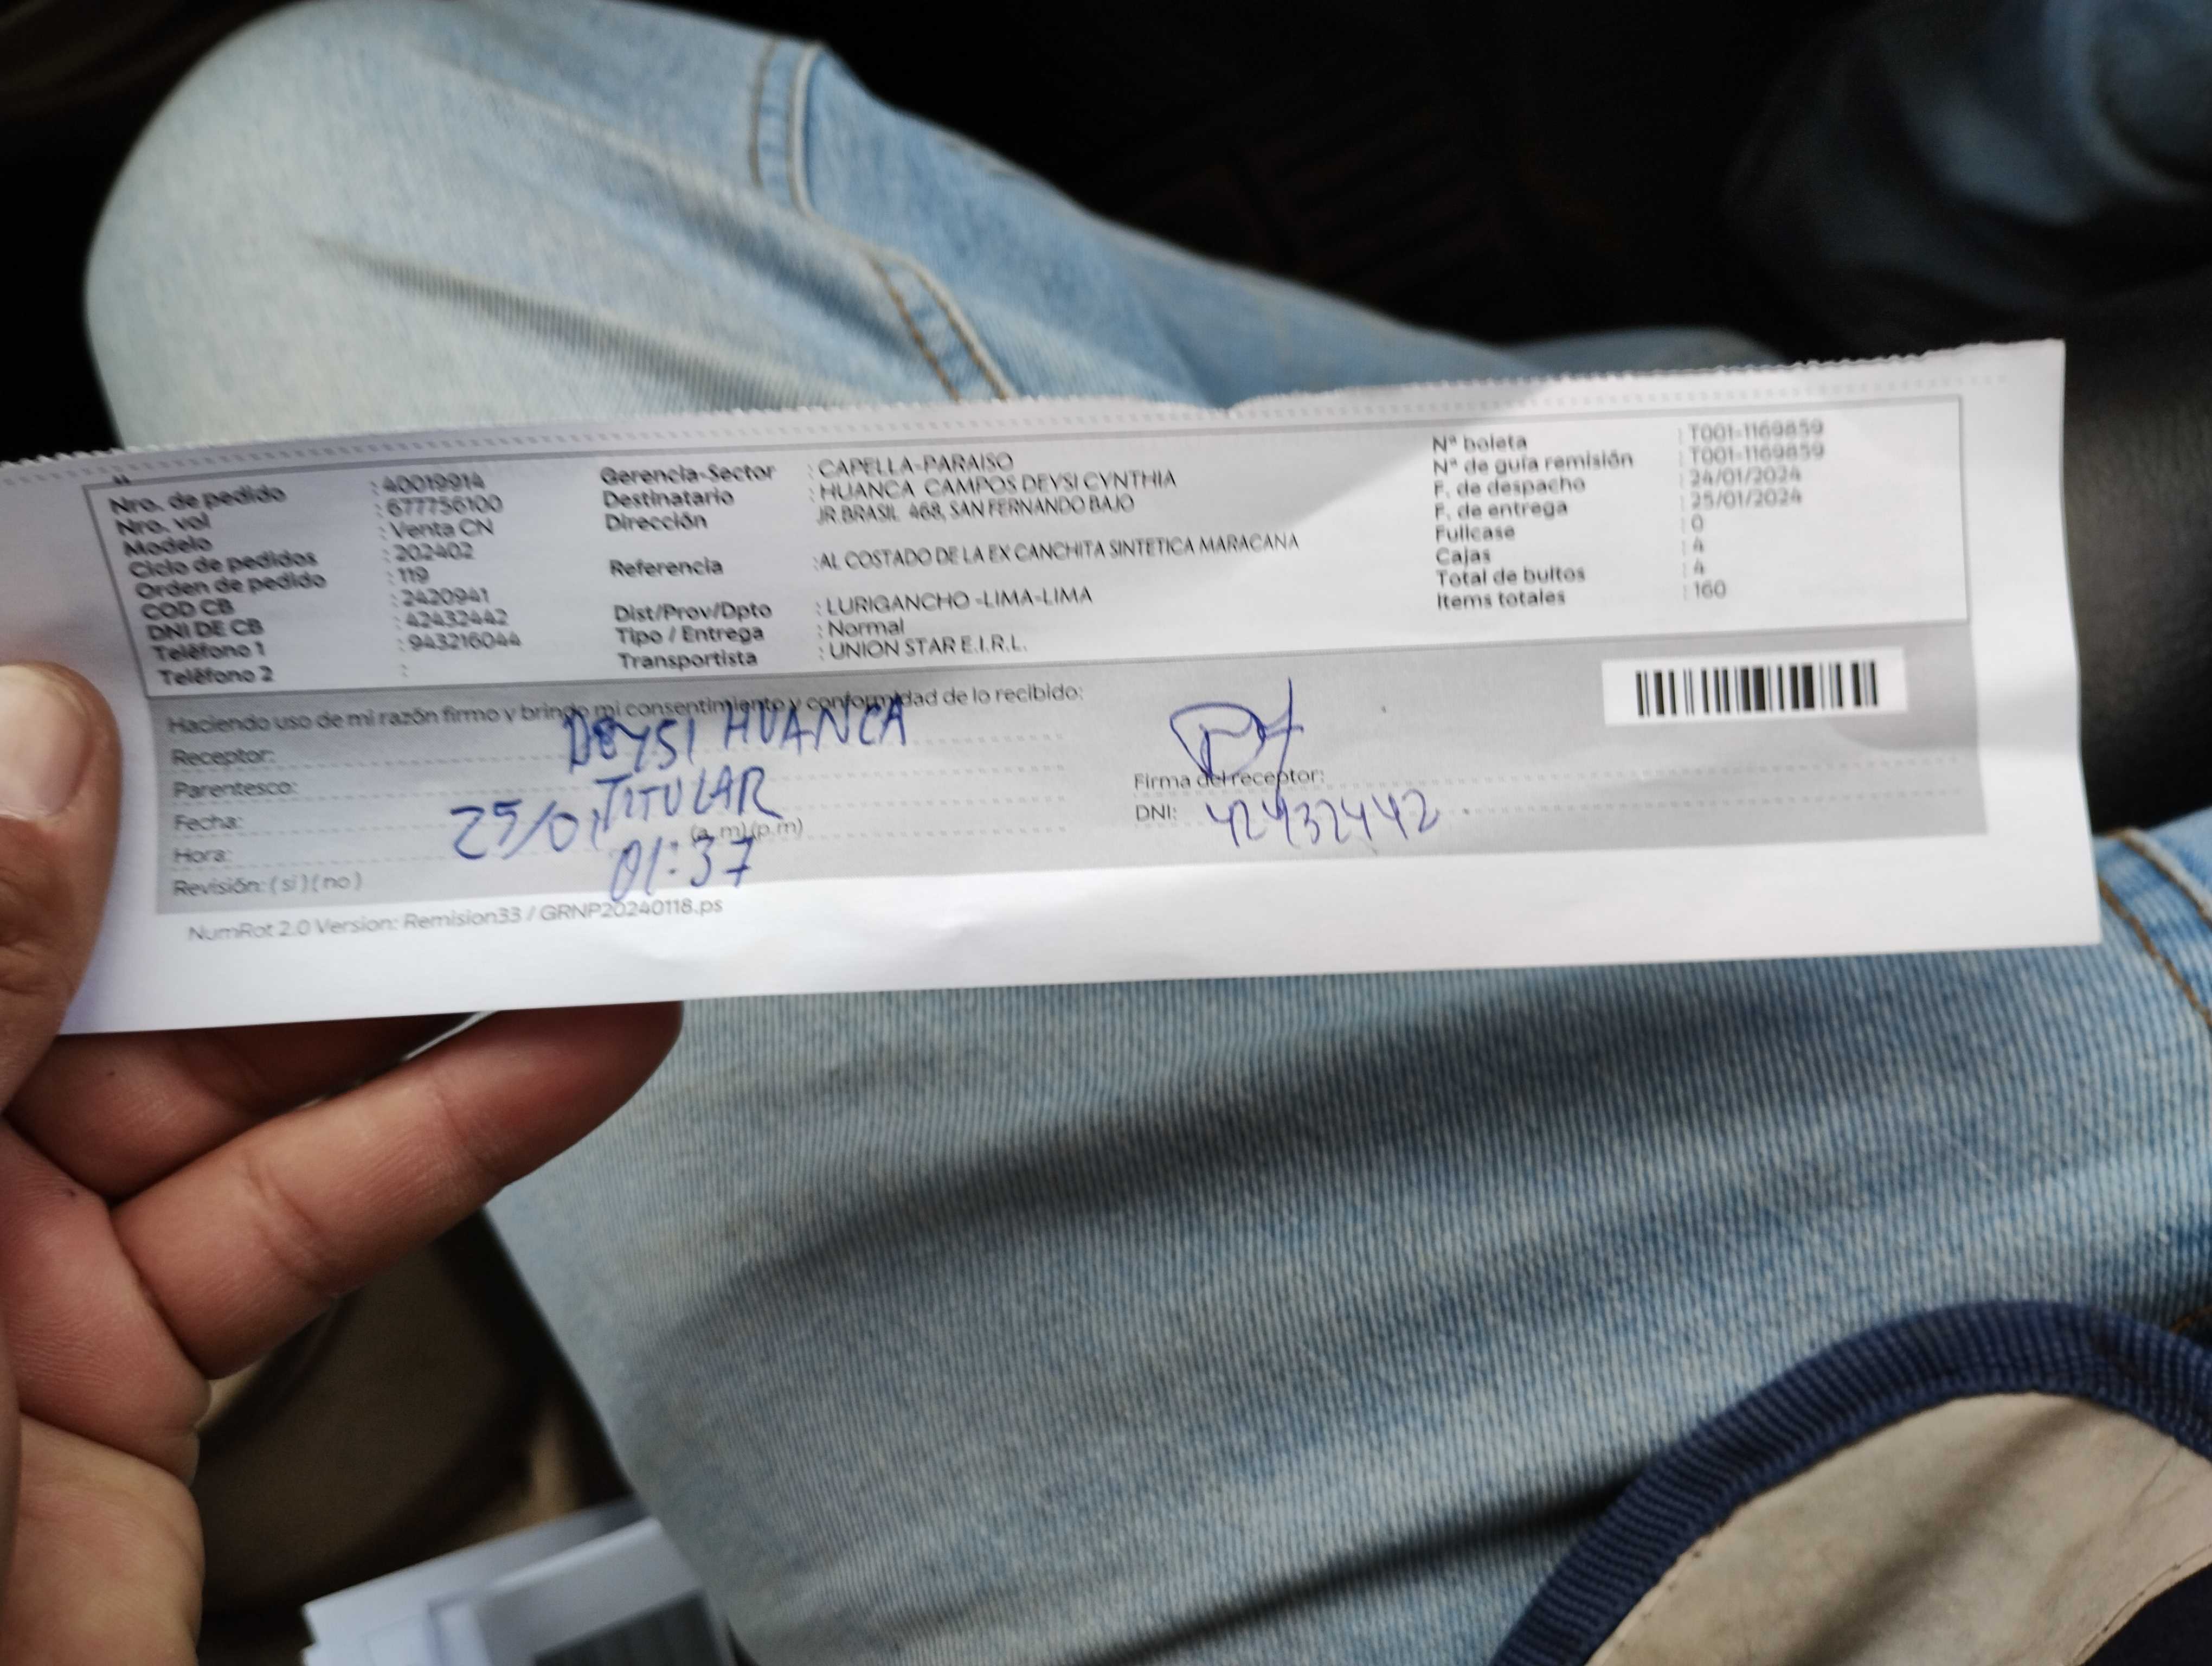 Nro. de pedido : 40019914
Nro. vol : 677756100
Modelo : Venta CN
Ciclo de pedidos : 202402
Orden de pedido : 119
COD CB : 2420941
DNI DE CB : 42432442
Teléfono 1 : 943216044
Teléfono 2 :
Gerencia-Sector : CAPELLA-PARAISO
Destinatario : HUANCA CAMPOS DEYSI CYNTHIA
Dirección JR.BRASIL 468, SAN FERNANDO BAJO
Referencia :AL COSTADO DE LA EX CANCHITA SINTETICA MARACANA
Dist/Prov/Dpto : LURIGANCHO -LIMA-LIMA
Tipo / Entrega : Normal
Transportista : UNION STAR E.I.R.L.
Nª boleta : T001-1169859
Nª de guía remisión : T001-1169859
F. de despacho : 24/01/2024
F. de entrega : 25/01/2024
Fullcase : 0
Cajas : 4
Total de bultos : 4
Items totales : 160
Haciendo uso de mi razón firmo y brindo mi consentimiento y conformidad de lo recibido:
Receptor: DEYSI HUANCA
Parentesco: TITULAR
Fecha: 25/01
Hora: 01:37 (a. m) (p.m)
Revisión: ( si ) ( no )
Firma del receptor:
DNI: 42432442
NumRot 2.0 Version: Remision33 / GRNP20240118.ps